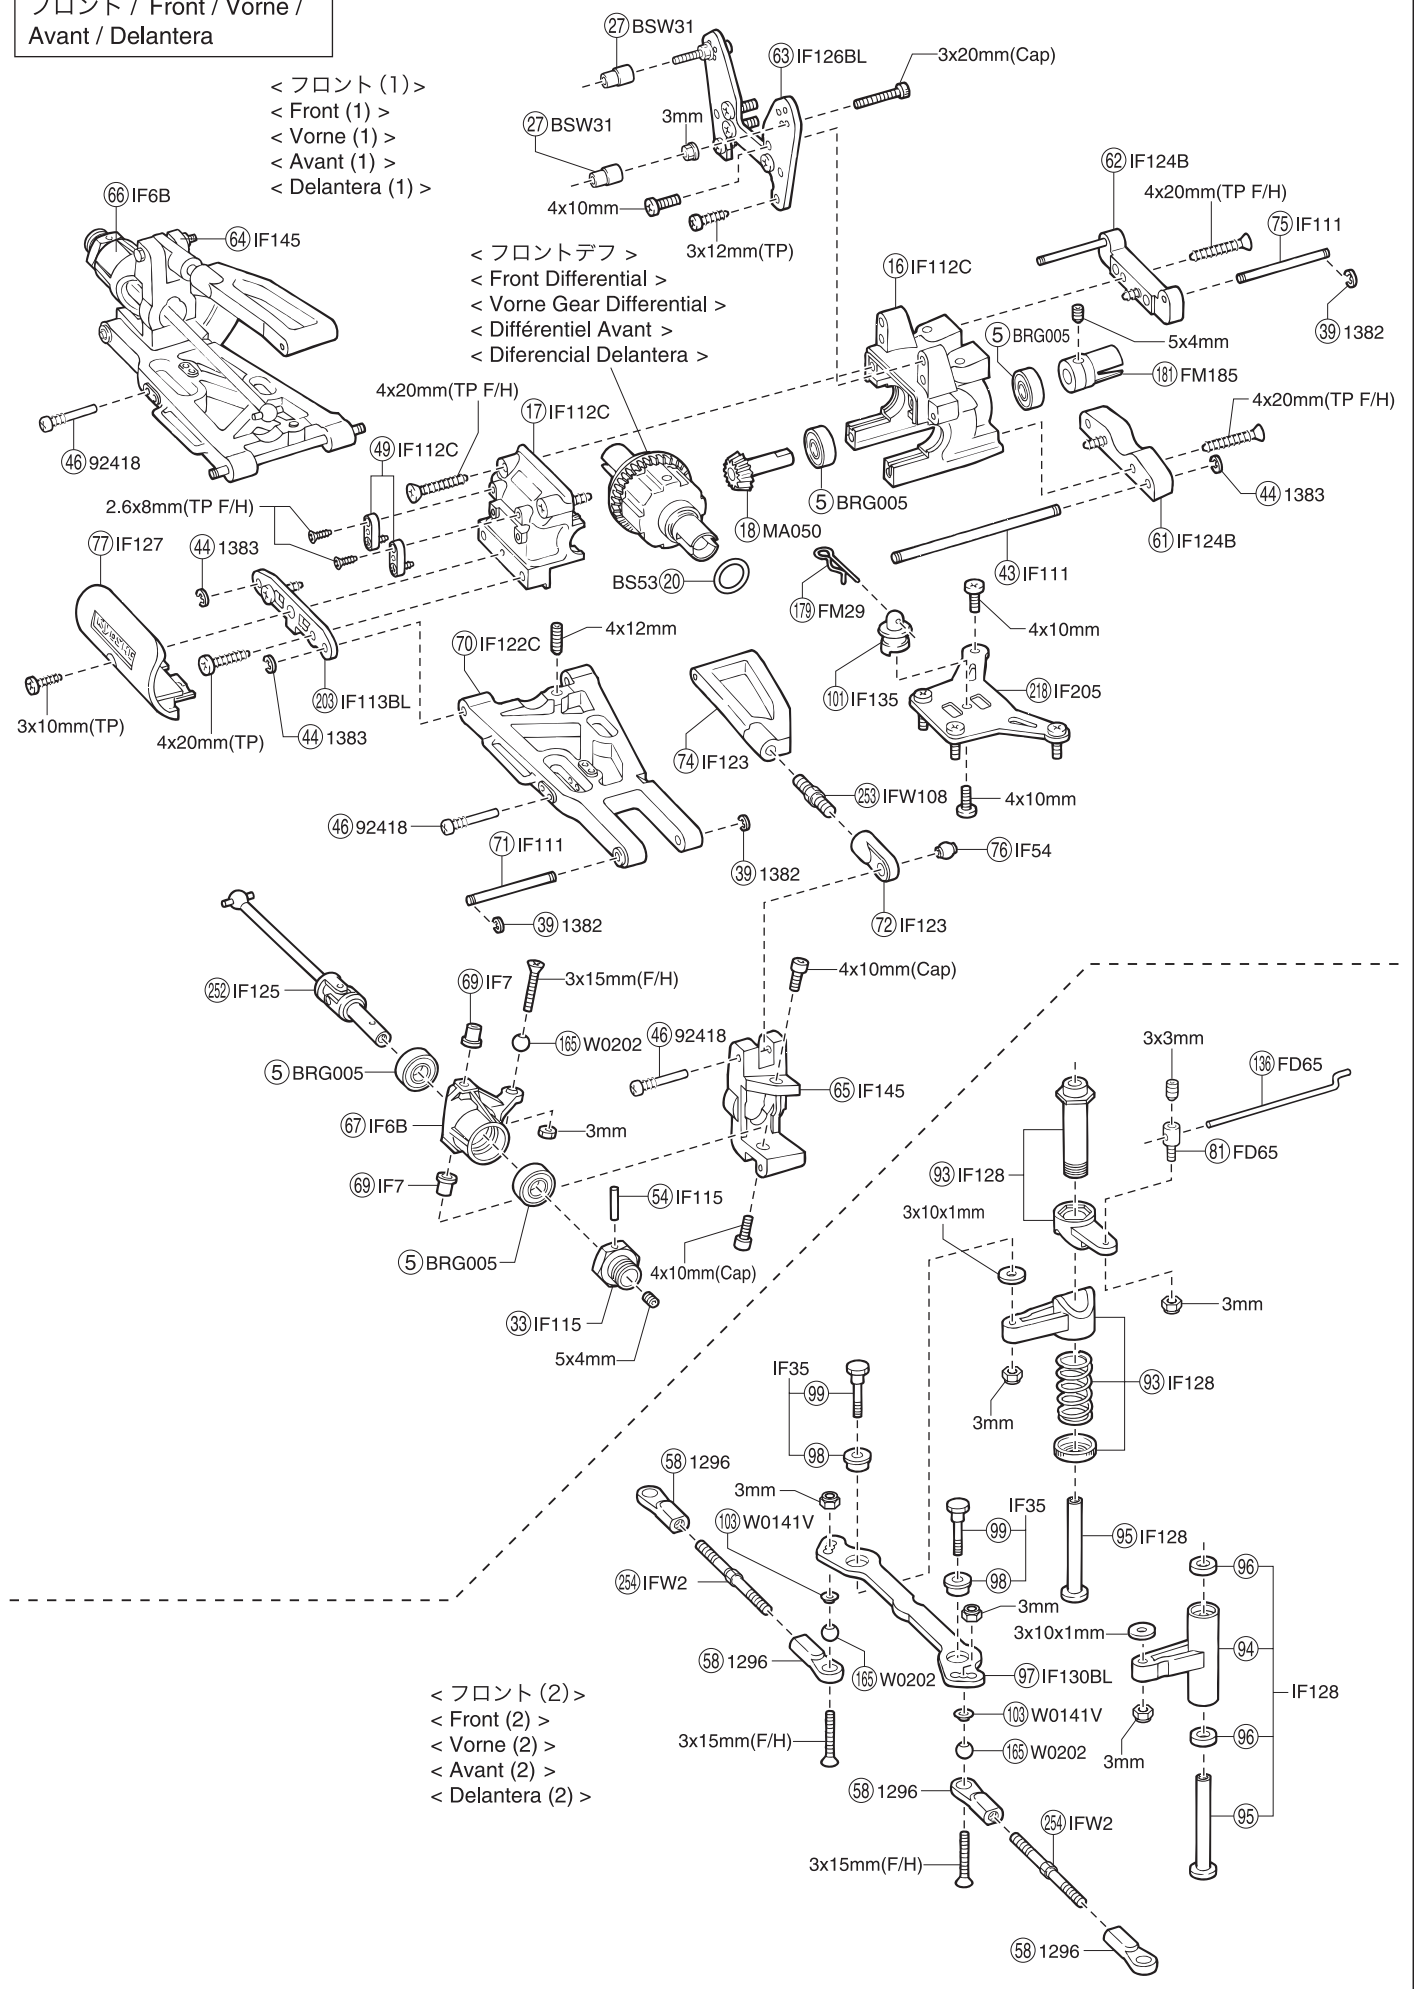 フロント / Front / Vorne /
Avant / Delantera
< フロント (1) >
< Front (1) >
< Vorne (1) >
< Avant (1) >
< Delantera (1) >
27 BSW31
63 IF126BL
3x20mm(Cap)
27 BSW31
3mm
4x10mm
3x12mm(TP)
62 IF124B
4x20mm(TP F/H)
75 IF111
39 1382
66 IF6B
64 IF145
46 92418
< フロントデフ >
< Front Differential >
< Vorne Gear Differential >
< Différentiel Avant >
< Diferencial Delantera >
16 IF112C
5 BRG005
5x4mm
181 FM185
4x20mm(TP F/H)
4x20mm(TP F/H)
17 IF112C
49 IF112C
2.6x8mm(TP F/H)
5 BRG005
18 MA050
44 1383
61 IF124B
43 IF111
77 IF127
44 1383
BS53 20
179 FM29
4x10mm
KYOSHO
70 IF122C
4x12mm
101 IF135
218 IF205
203 IF113BL
3x10mm(TP)
4x20mm(TP)
44 1383
74 IF123
253 IFW108
4x10mm
46 92418
71 IF111
39 1382
76 IF54
39 1382
72 IF123
252 IF125
69 IF7
3x15mm(F/H)
4x10mm(Cap)
165 W0202
46 92418
5 BRG005
65 IF145
67 IF6B
3mm
69 IF7
54 IF115
5 BRG005
4x10mm(Cap)
33 IF115
5x4mm
3x3mm
136 FD65
81 FD65
93 IF128
3x10x1mm
3mm
93 IF128
3mm
IF35
99
98
58 1296
3mm
103 W0141V
IF35
99
98
95 IF128
96
254 IFW2
3mm
3x10x1mm
94
58 1296
165 W0202
97 IF130BL
IF128
< フロント (2) >
< Front (2) >
< Vorne (2) >
< Avant (2) >
< Delantera (2) >
103 W0141V
3x15mm(F/H)
165 W0202
96
3mm
58 1296
95
254 IFW2
3x15mm(F/H)
58 1296